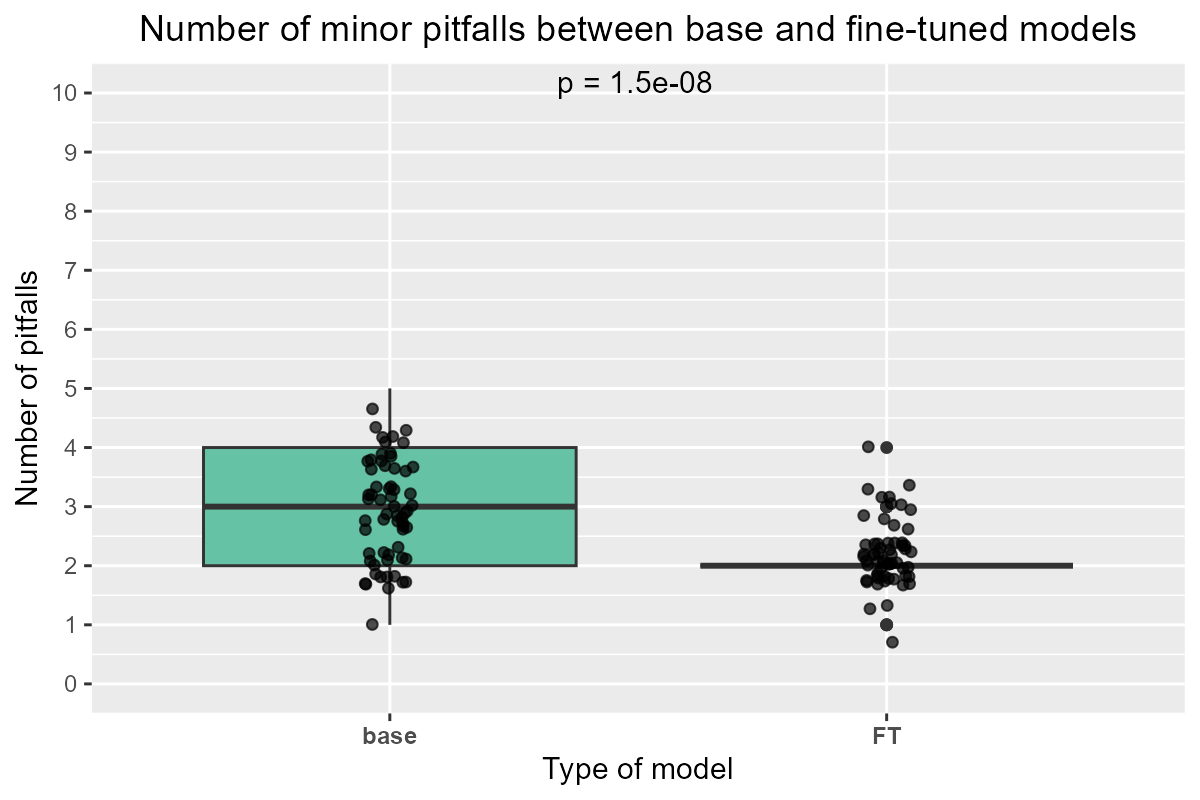 Number of minor pitfalls between base and fine-tuned models
p = 1.5e-08
10
9
8
7
6
5
4
3
2
1
0
Number of pitfalls
base FT
Type of model